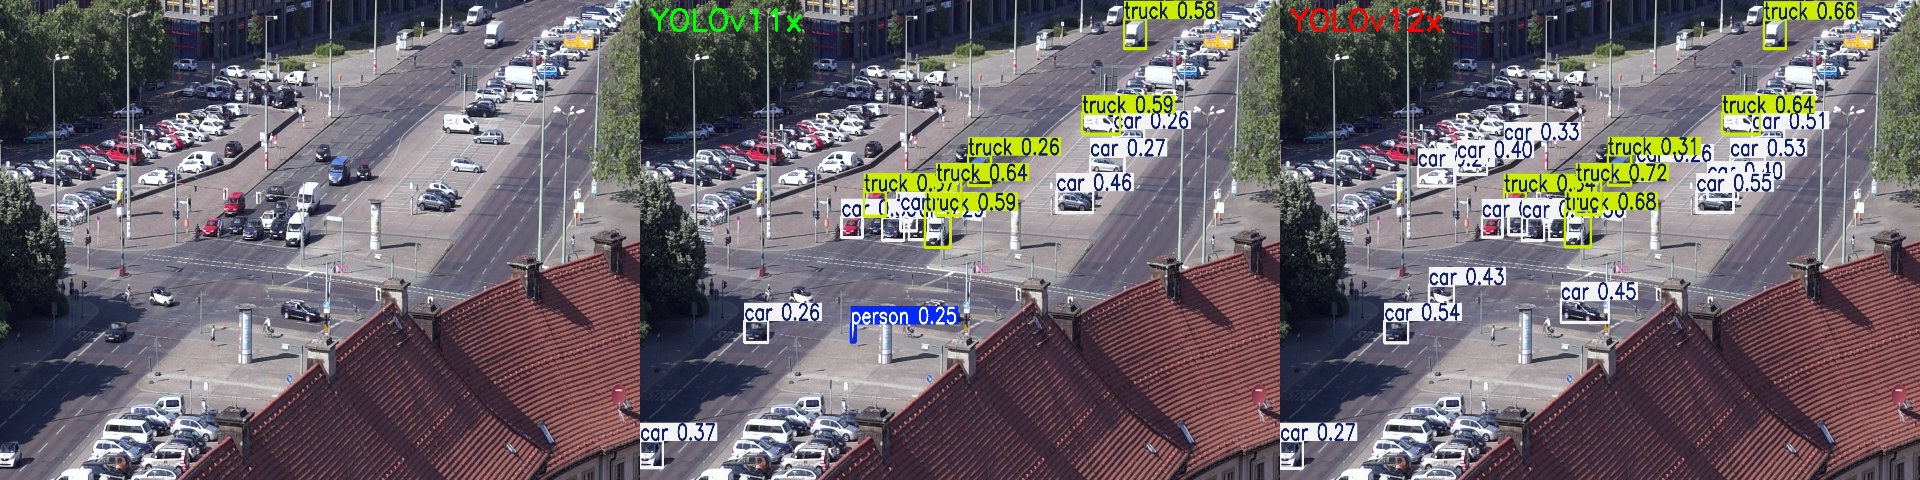 YOLOv11x
truck 0.58
truck 0.59
car 0.26
truck 0.26
car 0.27
truck 0.64
car 0.46
truck 0.59
car 0.26
person 0.25
car 0.37
YOLOv12x
truck 0.66
truck 0.64
car 0.51
car 0.33
car 0.40
truck 0.31
car 0.53
truck 0.72
car 0.55
truck 0.68
car 0.43
car 0.54
car 0.45
car 0.27